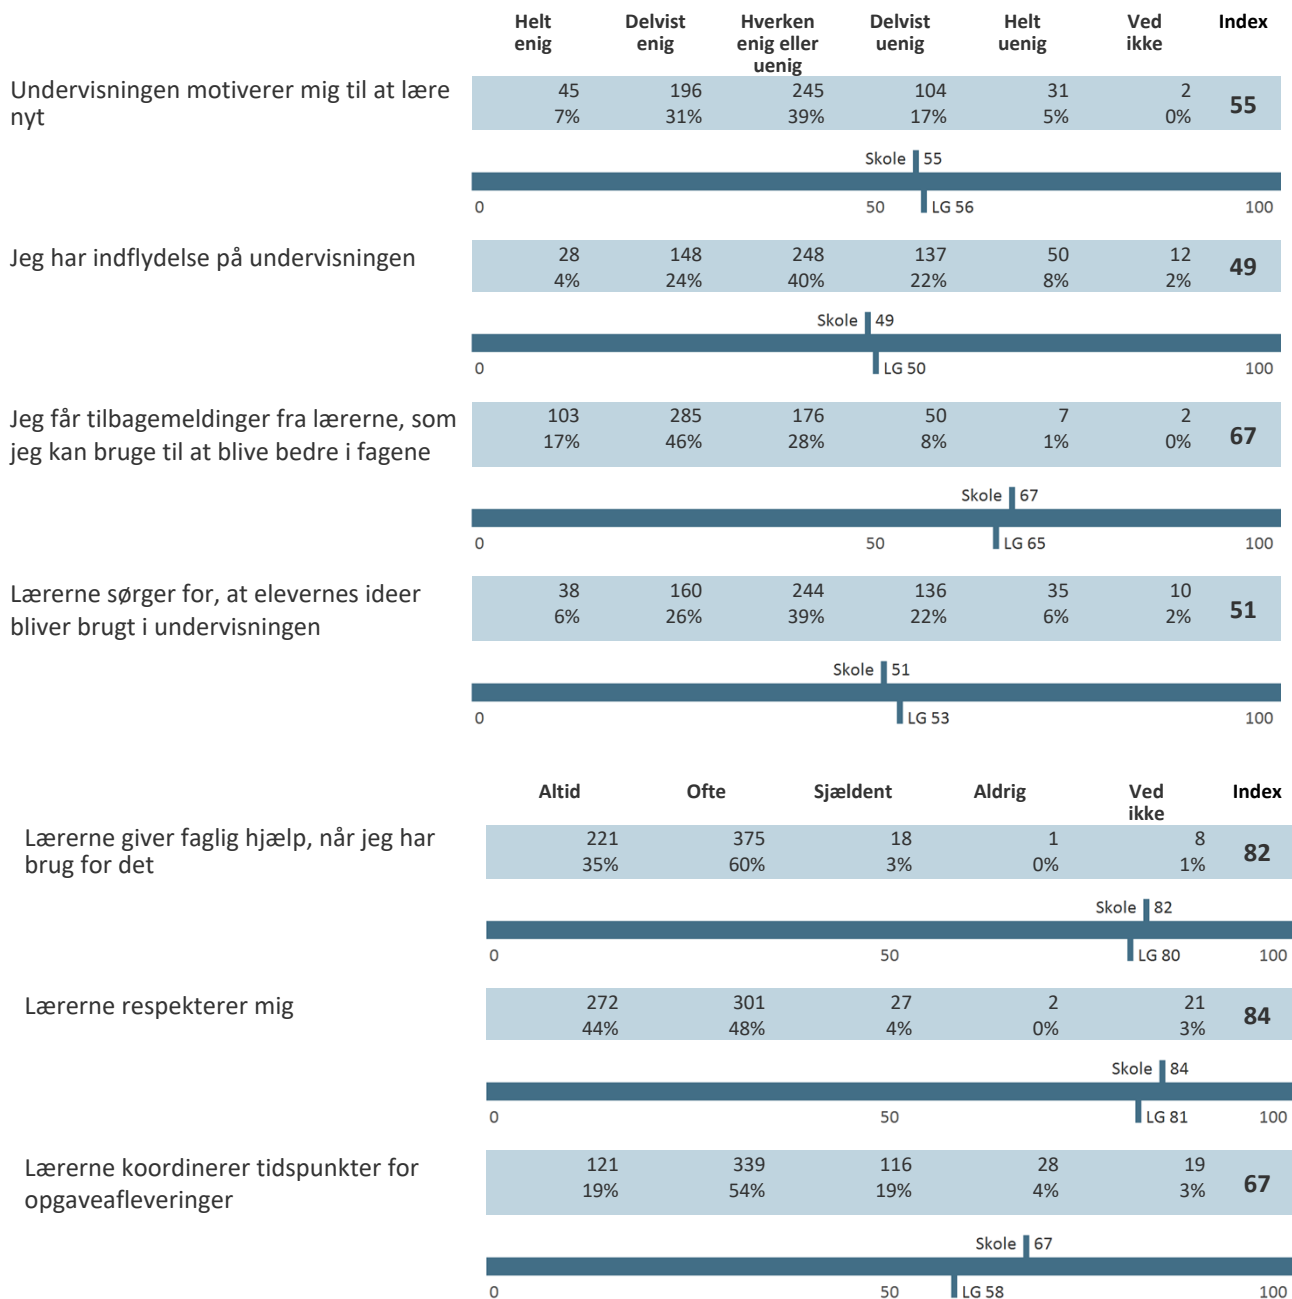 Helt enig Delvist enig Hverken enig eller uenig Delvist uenig Helt uenig Ved ikke Index
Undervisningen motiverer mig til at lære
nyt
45 196 245 104 31 2
7% 31% 39% 17% 5% 0%
55
Skole 55
0 50 LG 56 100
Jeg har indflydelse på undervisningen
28 148 248 137 50 12
4% 24% 40% 22% 8% 2%
49
Skole 49
0 LG 50 100
Jeg får tilbagemeldinger fra lærerne, som
jeg kan bruge til at blive bedre i fagene
103 285 176 50 7 2
17% 46% 28% 8% 1% 0%
67
Skole 67
0 50 LG 65 100
Lærerne sørger for, at elevernes ideer
bliver brugt i undervisningen
38 160 244 136 35 10
6% 26% 39% 22% 6% 2%
51
Skole 51
0 LG 53 100
Altid Ofte Sjældent Aldrig Ved ikke Index
Lærerne giver faglig hjælp, når jeg har
brug for det
221 375 18 1 8
35% 60% 3% 0% 1%
82
Skole 82
0 50 LG 80 100
Lærerne respekterer mig
272 301 27 2 21
44% 48% 4% 0% 3%
84
Skole 84
0 50 LG 81 100
Lærerne koordinerer tidspunkter for
opgaveafleveringer
121 339 116 28 19
19% 54% 19% 4% 3%
67
Skole 67
0 50 LG 58 100